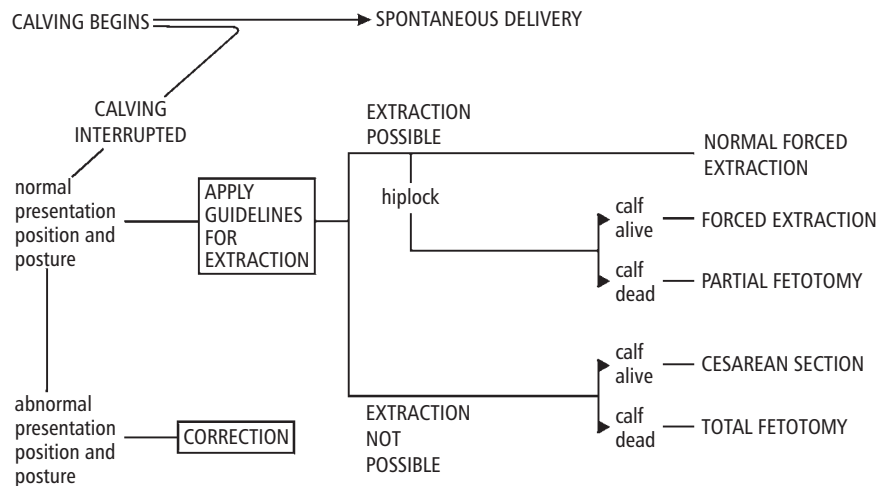 CALVING BEGINS
SPONTANEOUS DELIVERY
CALVING
INTERRUPTED
normal
presentation
position and
posture
APPLY
GUIDELINES
FOR
EXTRACTION
EXTRACTION
POSSIBLE
hiplock
NORMAL FORCED
EXTRACTION
calf
alive
FORCED EXTRACTION
calf
dead
PARTIAL FETOTOMY
abnormal
presentation
position and
posture
CORRECTION
EXTRACTION
NOT
POSSIBLE
calf
alive
CESAREAN SECTION
calf
dead
TOTAL FETOTOMY